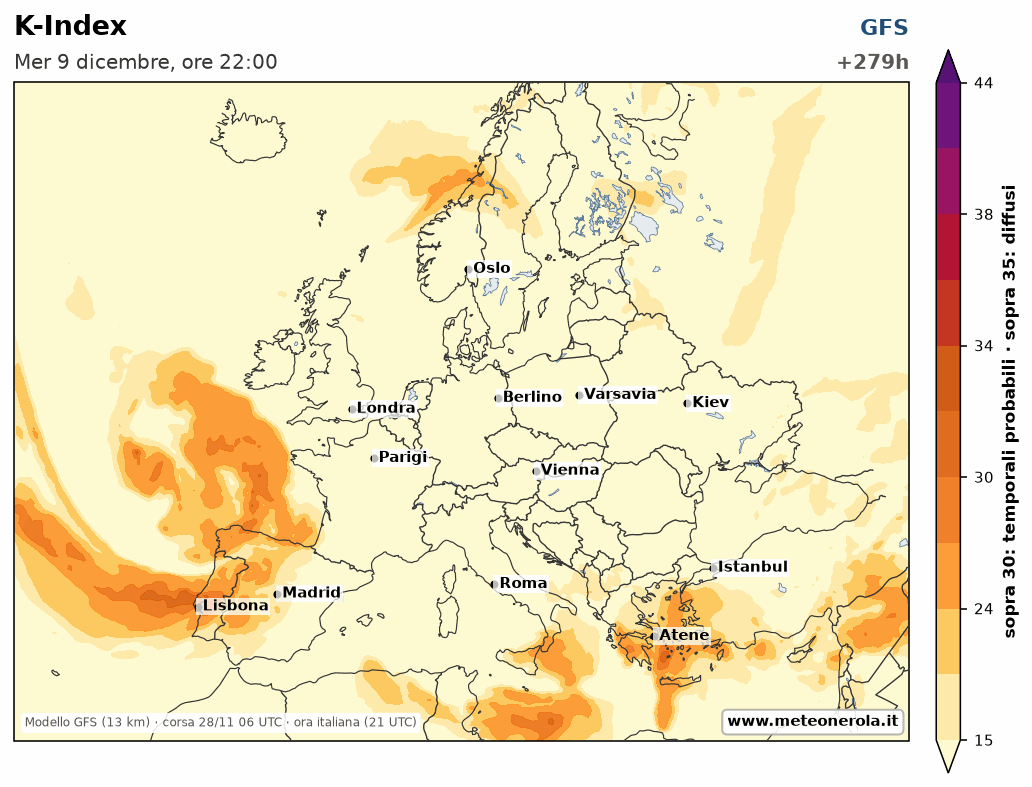 K-Index
GFS
Mer 9 dicembre, ore 22:00
+279h
44
38
34
30
24
15
sopra 30: temporali probabili · sopra 35: diffusi
Oslo
Londra
Berlino
Varsavia
Kiev
Parigi
Vienna
Istanbul
Roma
Madrid
Lisbona
Atene
Modello GFS (13 km) · corsa 28/11 06 UTC · ora italiana (21 UTC)
www.meteonerola.it